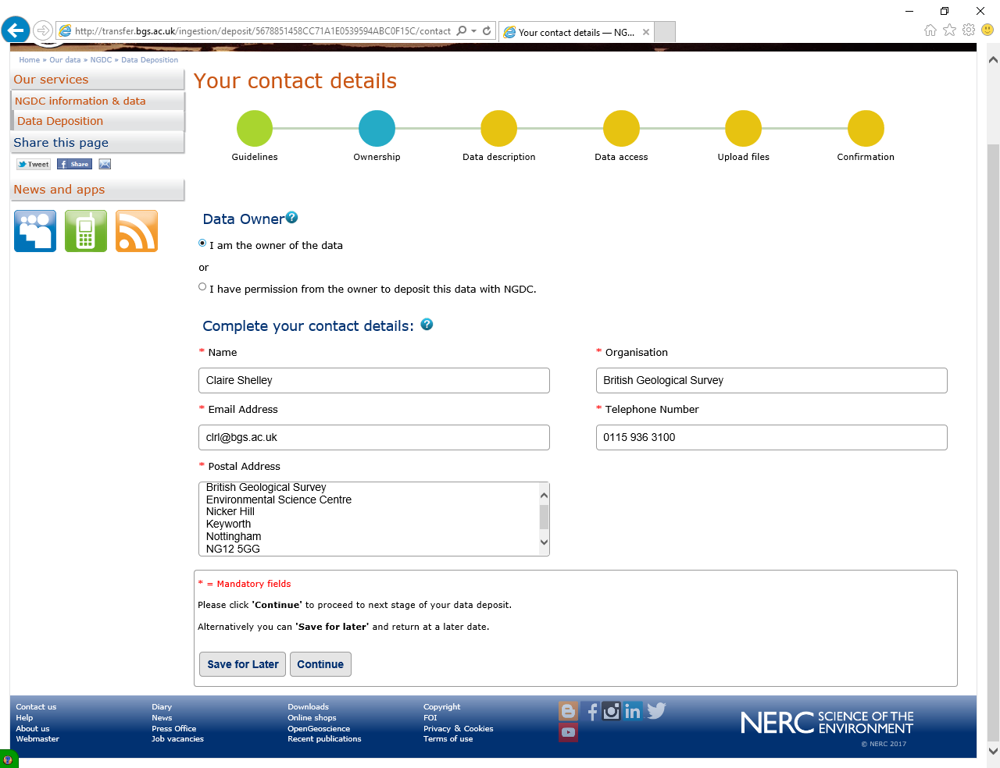 http://transfer.bgs.ac.uk/ingestion/deposit/5678851458CC71A1E0539594ABC0F15C/contact
Your contact details — NG...
Home » Our data » NGDC » Data Deposition
Our services
NGDC information & data
Data Deposition
Share this page
Tweet
f Share
News and apps
Your contact details
Guidelines
Ownership
Data description
Data access
Upload files
Confirmation
Data Owner ?
I am the owner of the data
or
I have permission from the owner to deposit this data with NGDC.
Complete your contact details: ?
* Name
Claire Shelley
* Organisation
British Geological Survey
* Email Address
clrl@bgs.ac.uk
* Telephone Number
0115 936 3100
* Postal Address
British Geological Survey
Environmental Science Centre
Nicker Hill
Keyworth
Nottingham
NG12 5GG
* = Mandatory fields
Please click 'Continue' to proceed to next stage of your data deposit.
Alternatively you can 'Save for later' and return at a later date.
Save for Later
Continue
Contact us
Help
About us
Webmaster
Diary
News
Press Office
Job vacancies
Downloads
Online shops
OpenGeoscience
Recent publications
Copyright
FOI
Privacy & Cookies
Terms of use
NERC SCIENCE OF THE
ENVIRONMENT
© NERC 2017